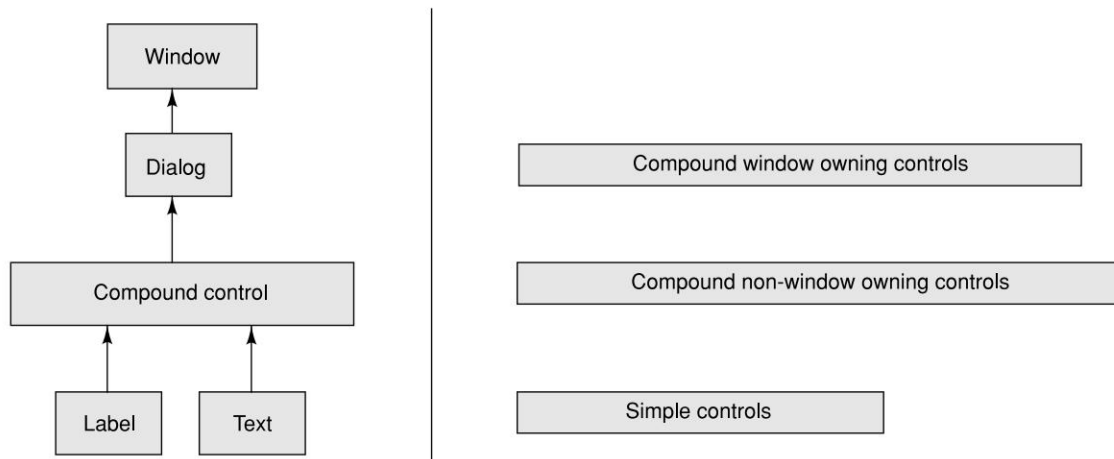 Window
Dialog
Compound control
Label
Text
Compound window owning controls
Compound non-window owning controls
Simple controls